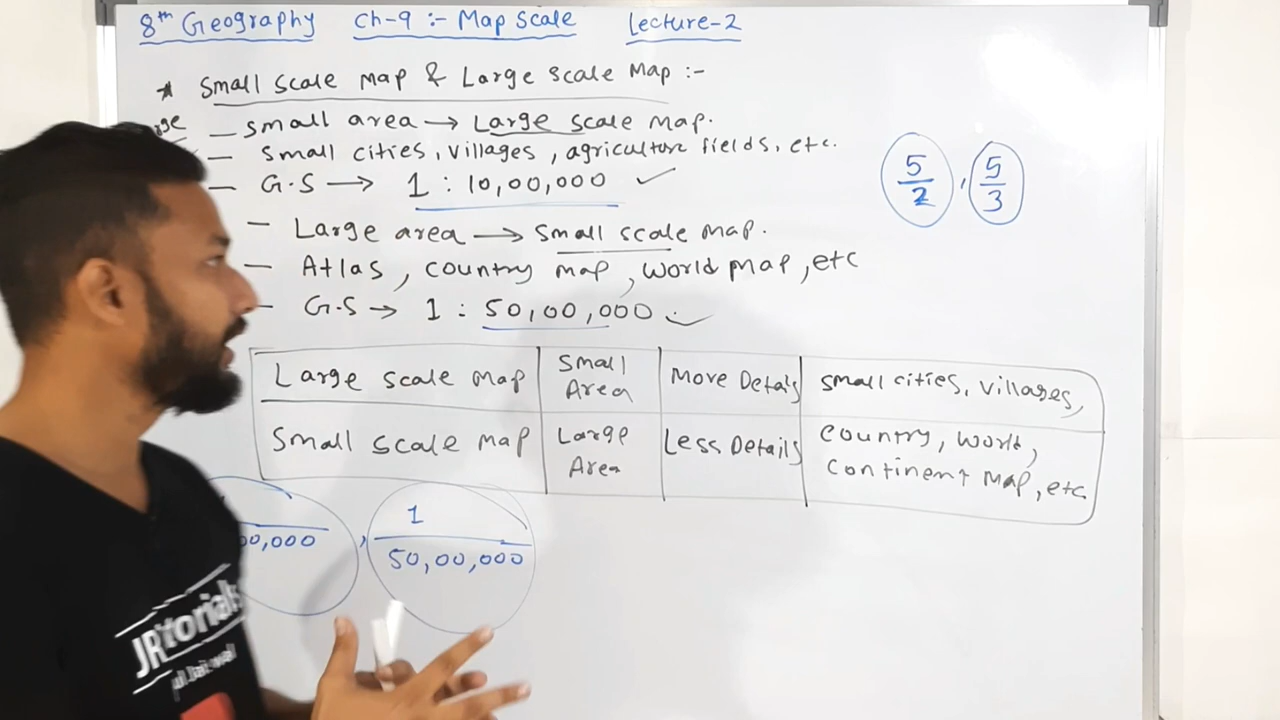 8th Geography Ch-9 :- Map Scale Lecture-2
* Small scale Map & Large scale Map :-
— Small area → Large scale Map.
— Small cities, villages, agriculture fields, etc.
— G.S → 1 : 10,00,000 ✓
— Large area → Small scale Map.
— Atlas, country map, world map, etc
— G.S → 1 : 50,00,000 ✓
5/2 , 5/3
Large scale Map Small Area More Details Small cities, villages,
Small scale Map Large Area Less Details Country, world, continent Map, etc
00,000 , 1/50,00,000
JRtorials